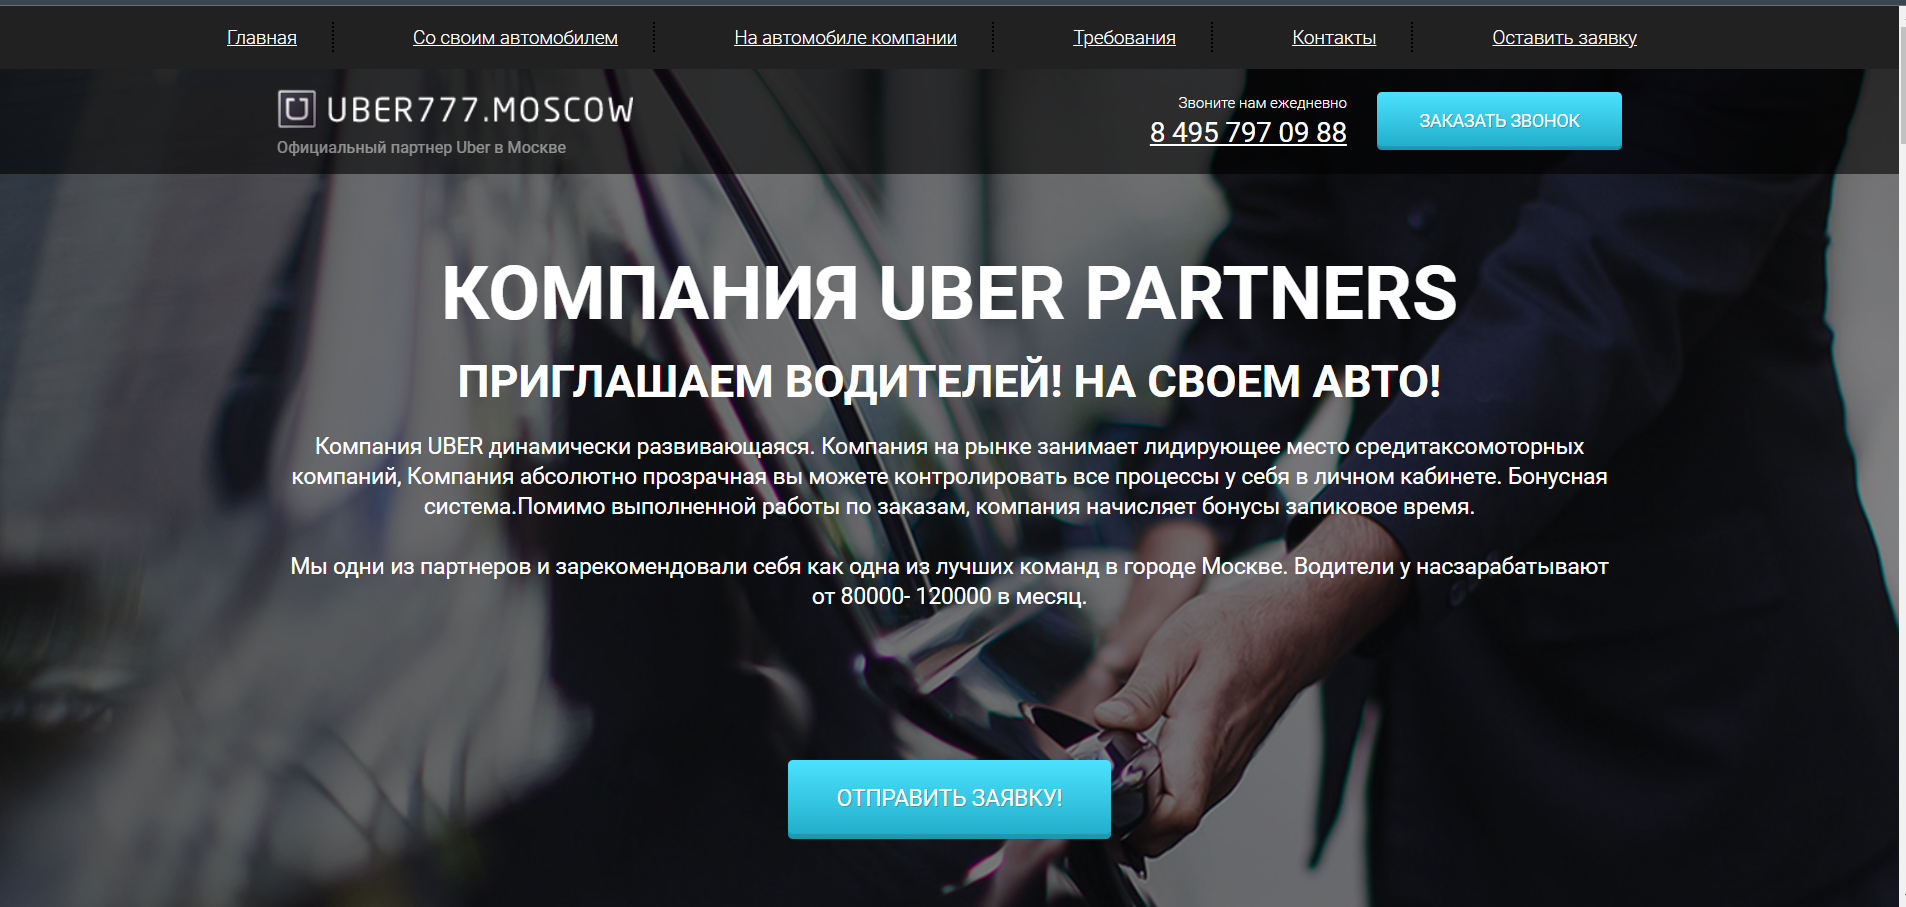 Главная
Со своим автомобилем
На автомобиле компании
Требования
Контакты
Оставить заявку
UBER777.MOSCOW
Официальный партнер Uber в Москве
Звоните нам ежедневно
8 495 797 09 88
ЗАКАЗАТЬ ЗВОНОК
КОМПАНИЯ UBER PARTNERS
ПРИГЛАШАЕМ ВОДИТЕЛЕЙ! НА СВОЕМ АВТО!
Компания UBER динамически развивающаяся. Компания на рынке занимает лидирующее место средитаксомоторных
компаний, Компания абсолютно прозрачная вы можете контролировать все процессы у себя в личном кабинете. Бонусная
система.Помимо выполненной работы по заказам, компания начисляет бонусы запиковое время.
Мы одни из партнеров и зарекомендовали себя как одна из лучших команд в городе Москве. Водители у насзарабатывают
от 80000- 120000 в месяц.
ОТПРАВИТЬ ЗАЯВКУ!